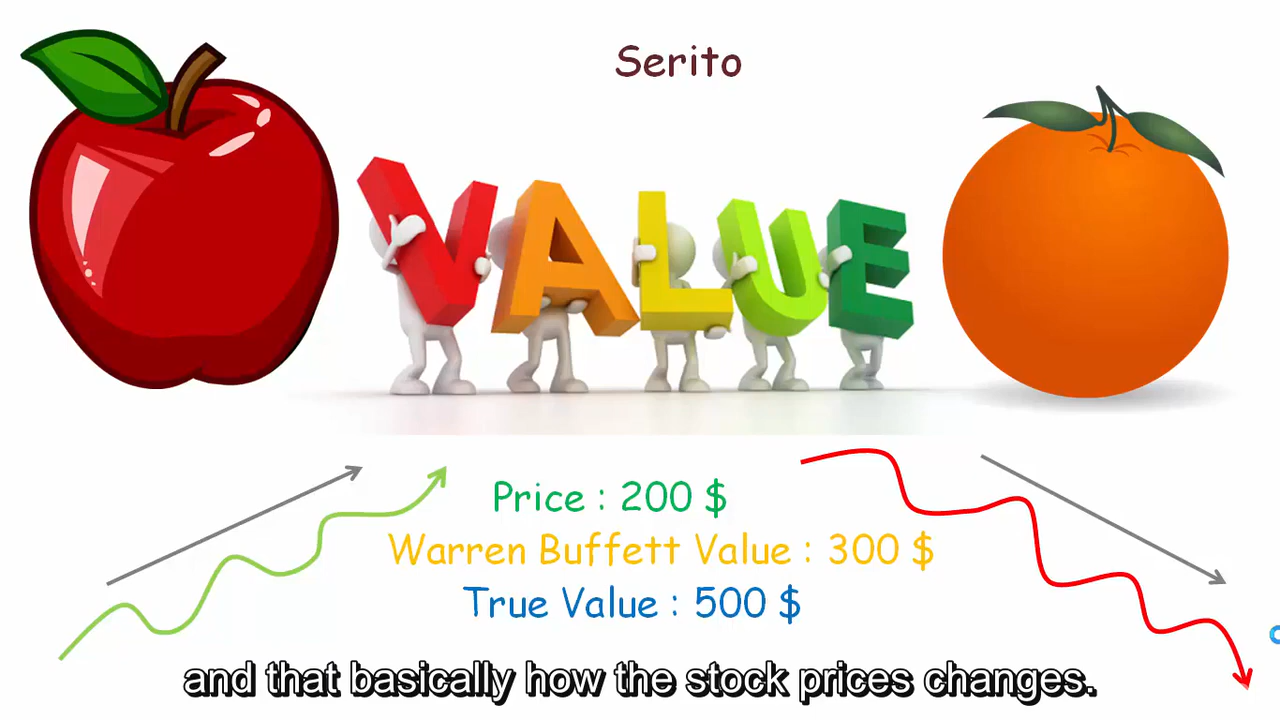 Serito
VALUE
Price : 200 $
Warren Buffett Value : 300 $
True Value : 500 $
and that basically how the stock prices changes.